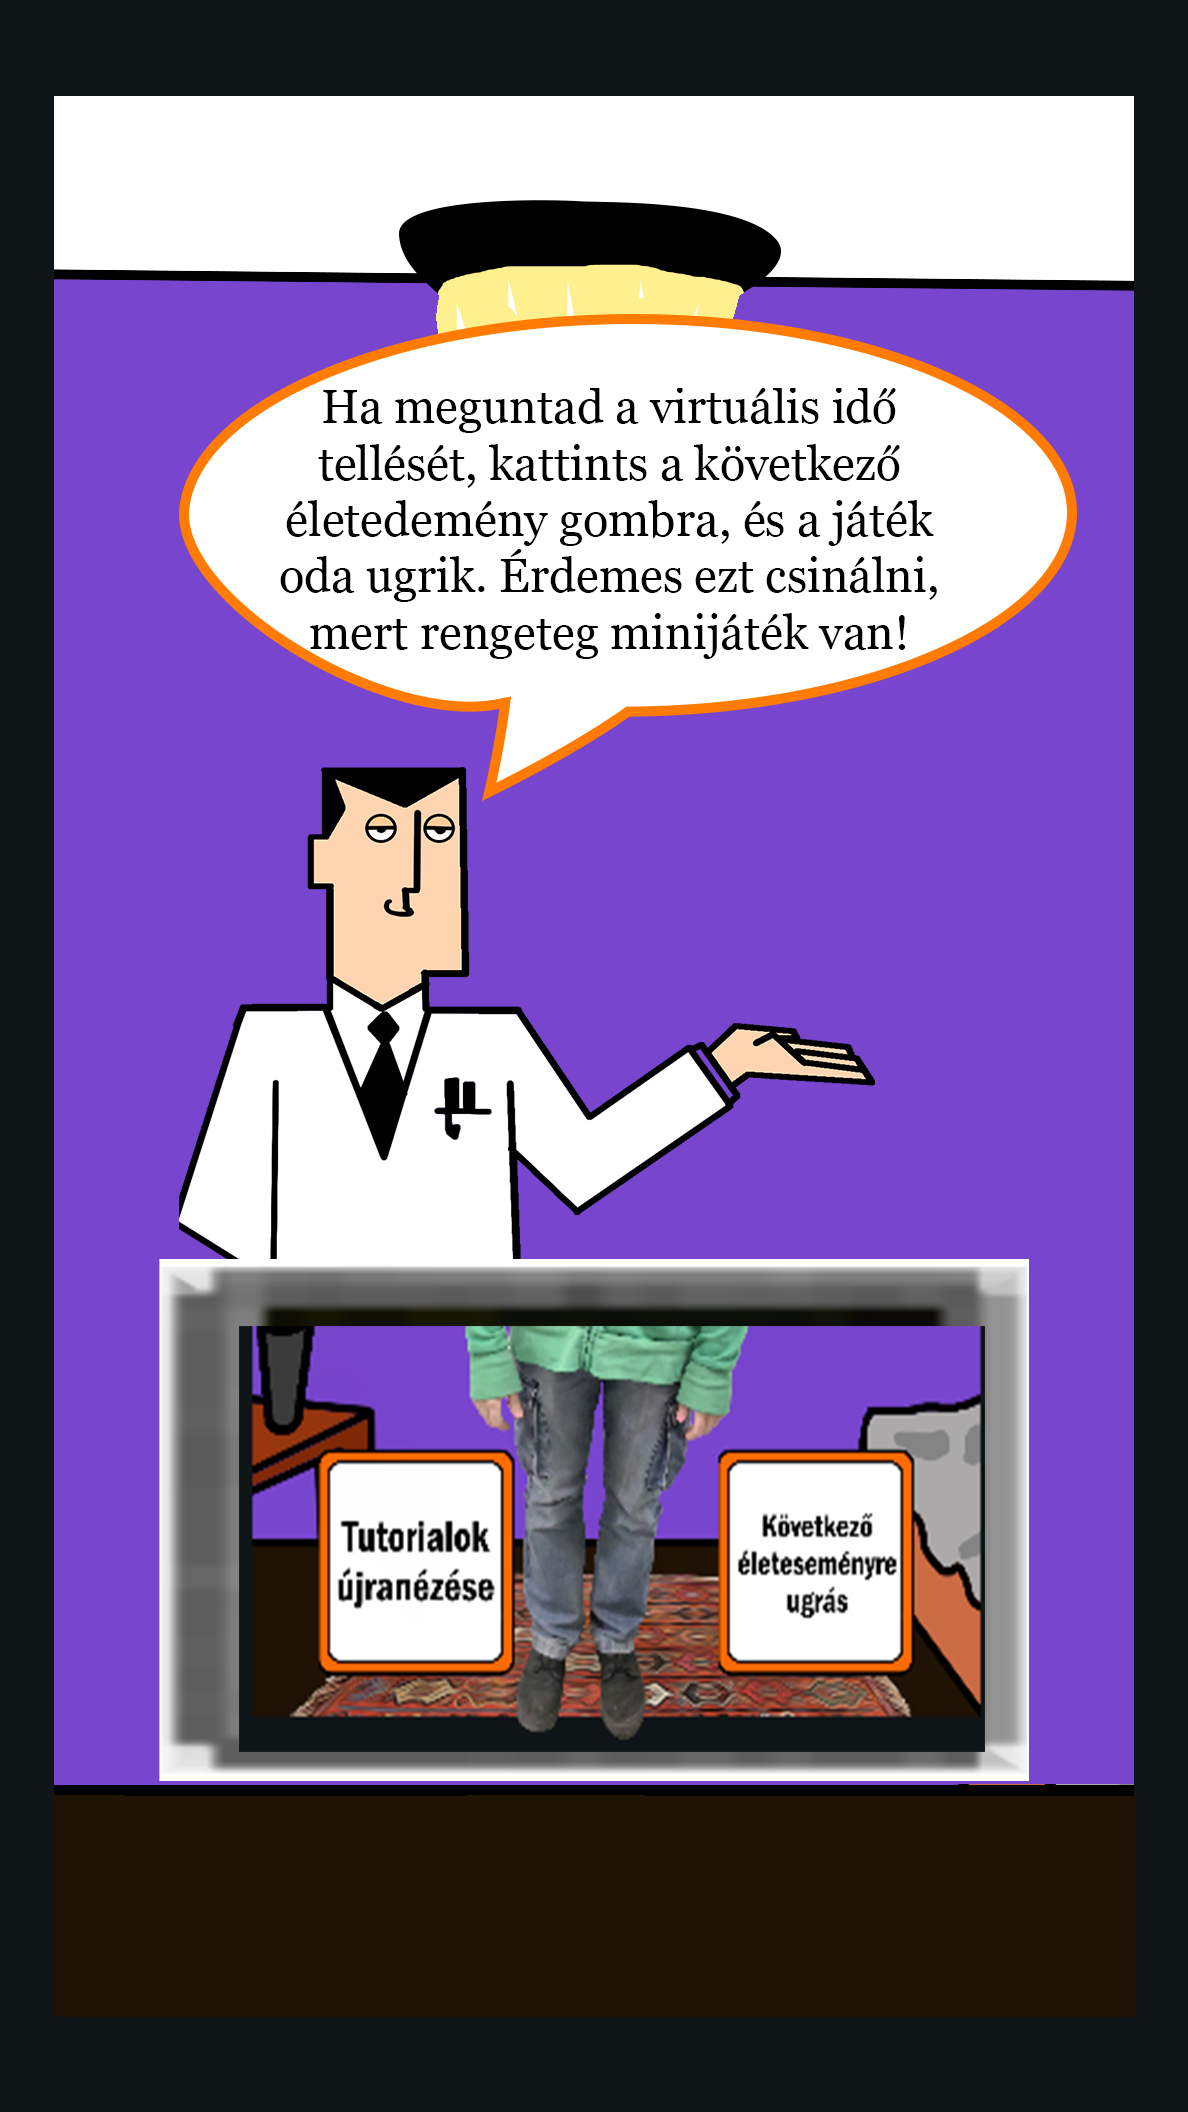 Ha meguntad a virtuális idő
tellését, kattints a következő
életedemény gombra, és a játék
oda ugrik. Érdemes ezt csinálni,
mert rengeteg minijáték van!
Tutorialok
újranézése
Következő
életeseményre
ugrás